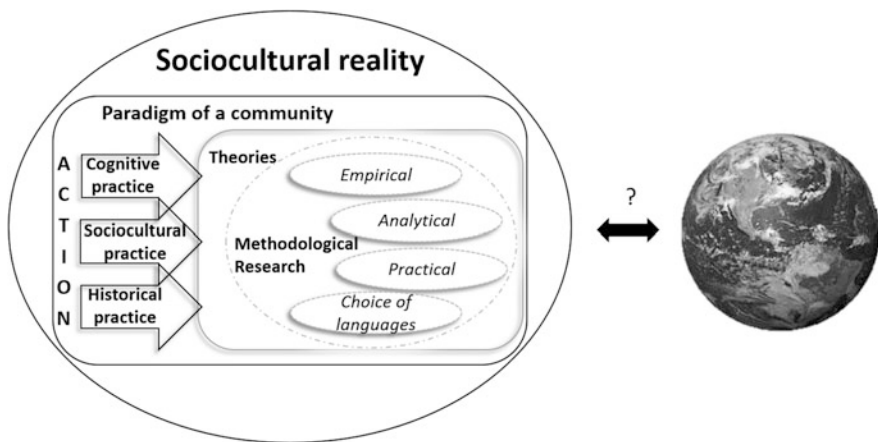 Sociocultural reality
Paradigm of a community
ACTION
Cognitive
practice
Sociocultural
practice
Historical
practice
Theories
Methodological
Research
Empirical
Analytical
Practical
Choice of
languages
?